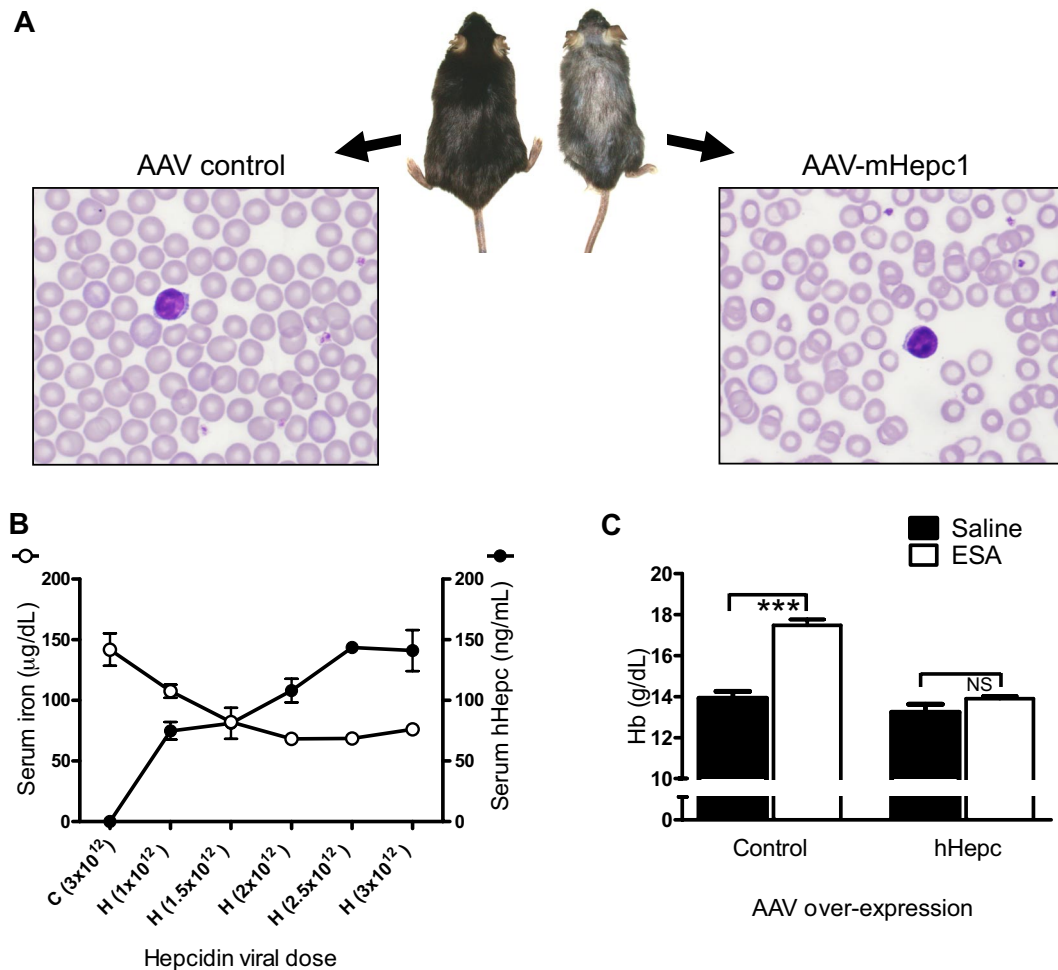 A
AAV control
AAV-mHepc1
B
Serum iron (µg/dL)
Serum hHepc (ng/mL)
200
150
100
50
0
200
150
100
50
0
C (3x10¹²)
H (1x10¹²)
H (1.5x10¹²)
H (2x10¹²)
H (2.5x10¹²)
H (3x10¹²)
Hepcidin viral dose
C
Saline
ESA
Hb (g/dL)
20
18
16
14
12
10
0
***
NS
Control
hHepc
AAV over-expression